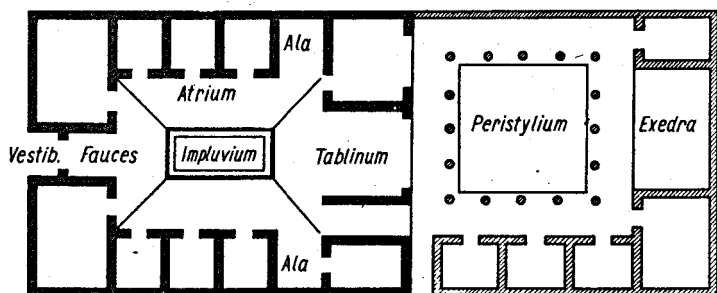 Ala
Atrium
Vestib. Fauces
Impluvium
Tablinum
Peristylium
Exedra
Ala